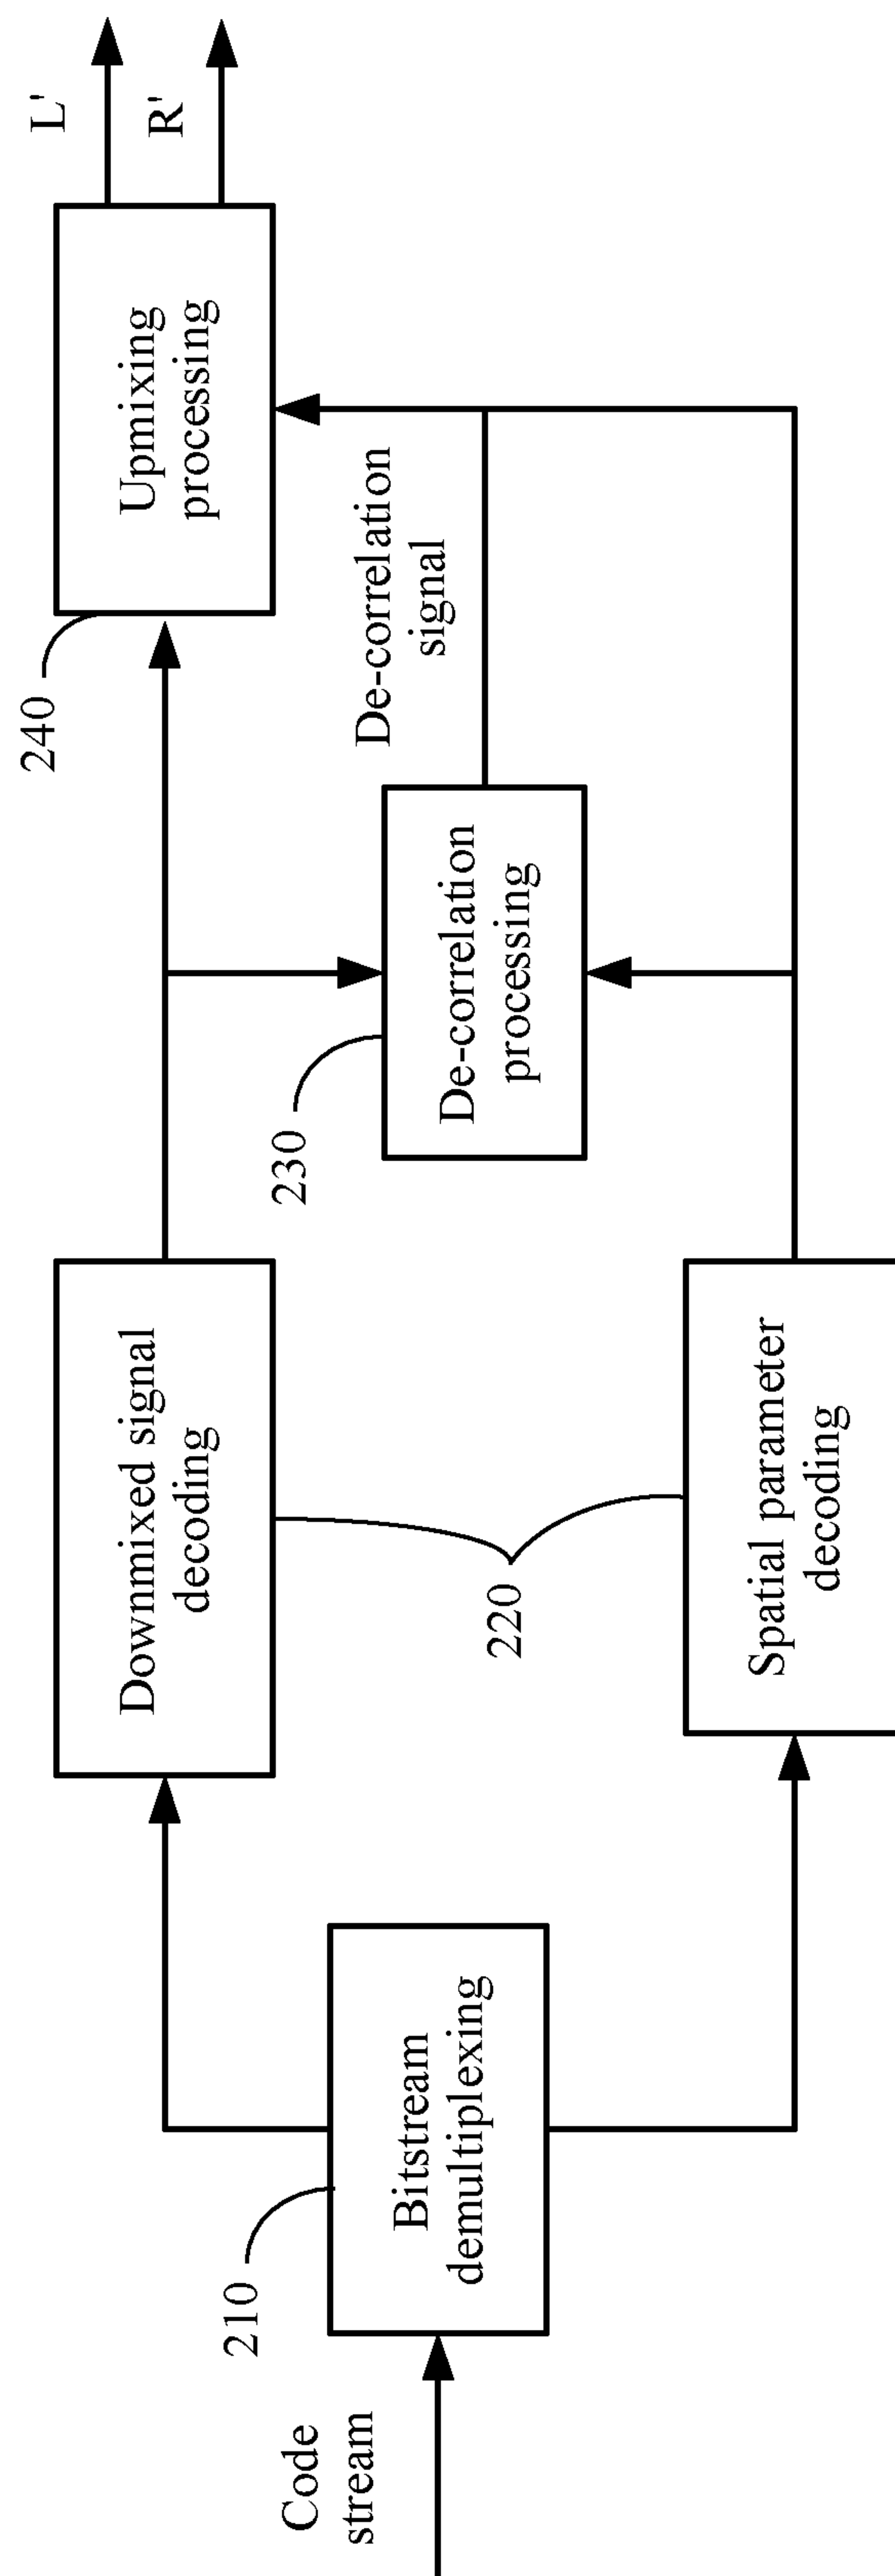 Code
stream
210
Bitstream
demultiplexing
Downmixed signal
decoding
220
Spatial parameter
decoding
230
De-correlation
processing
De-correlation
signal
240
Upmixing
processing
L'
R'